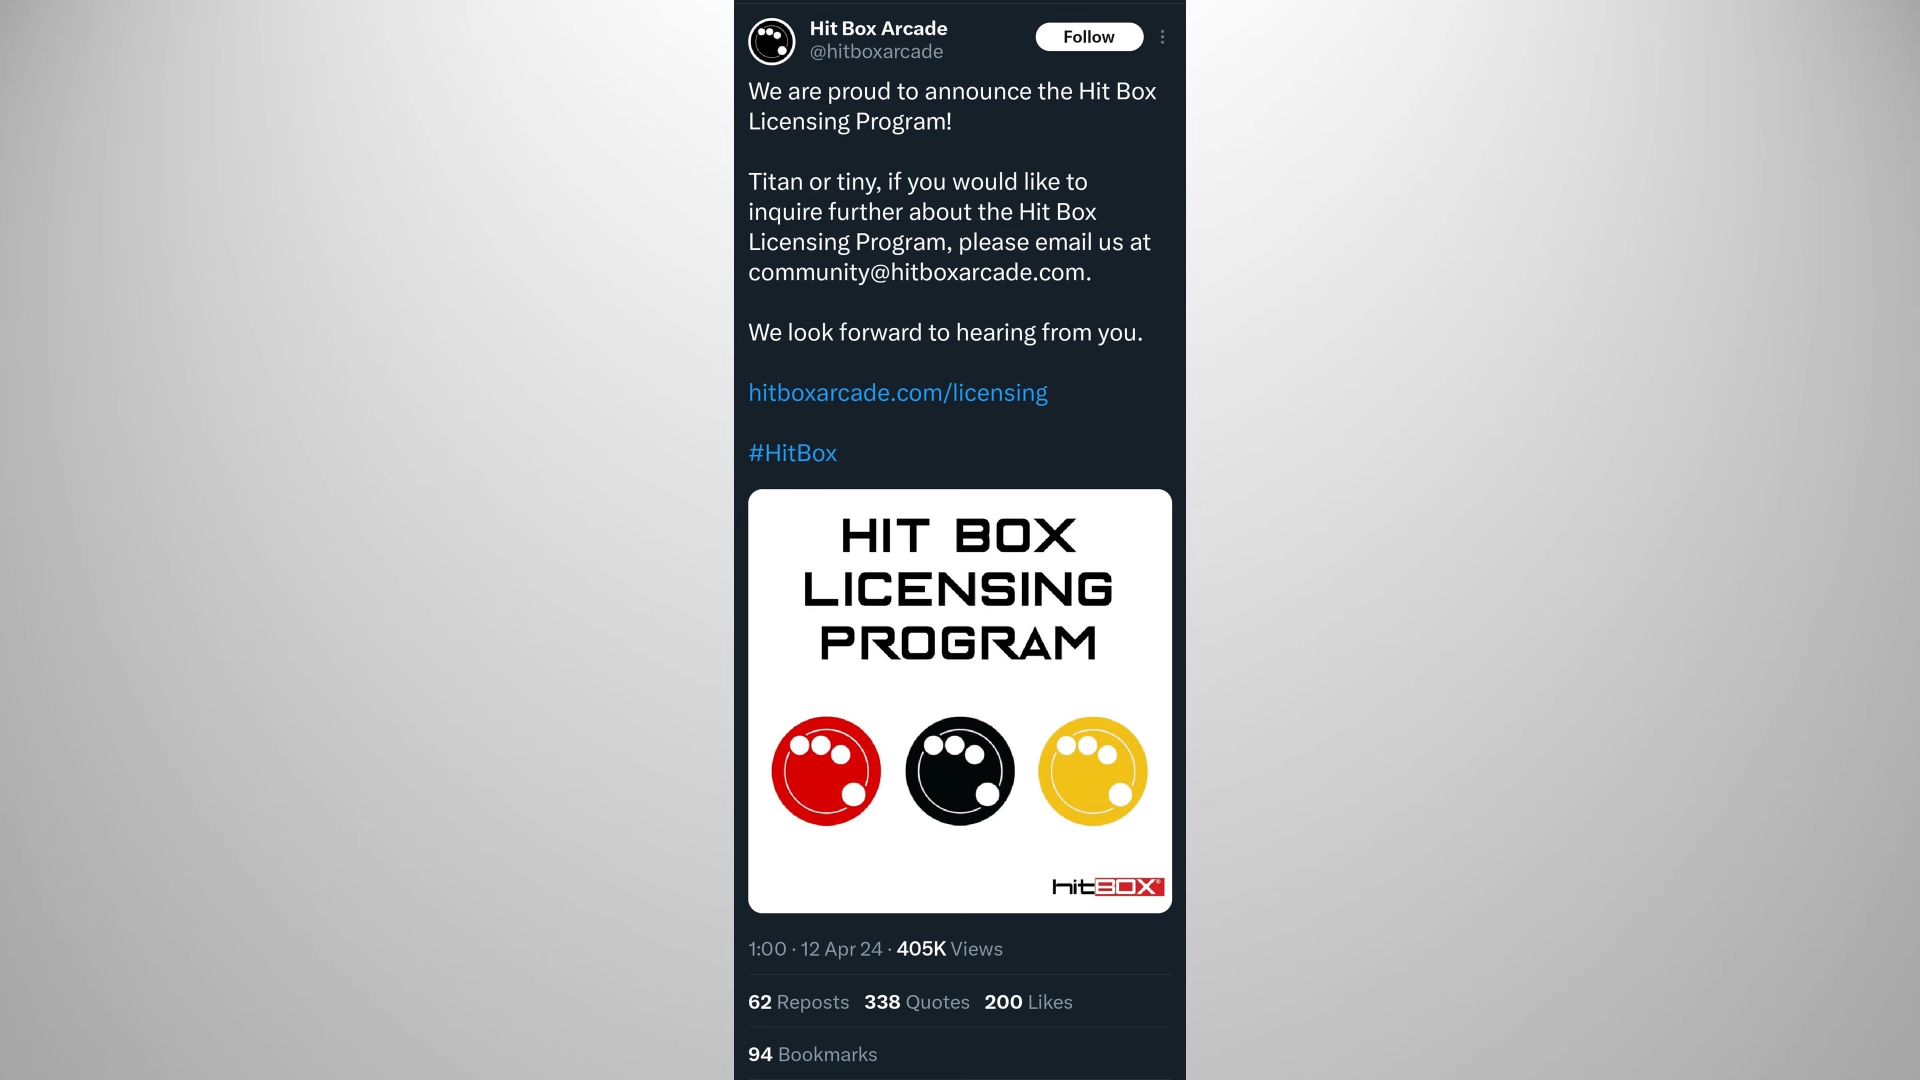 Hit Box Arcade
@hitboxarcade
Follow
We are proud to announce the Hit Box
Licensing Program!
Titan or tiny, if you would like to
inquire further about the Hit Box
Licensing Program, please email us at
community@hitboxarcade.com.
We look forward to hearing from you.
hitboxarcade.com/licensing
#HitBox
HIT BOX
LICENSING
PROGRAM
hitBOX®
1:00 · 12 Apr 24 · 405K Views
62 Reposts 338 Quotes 200 Likes
94 Bookmarks